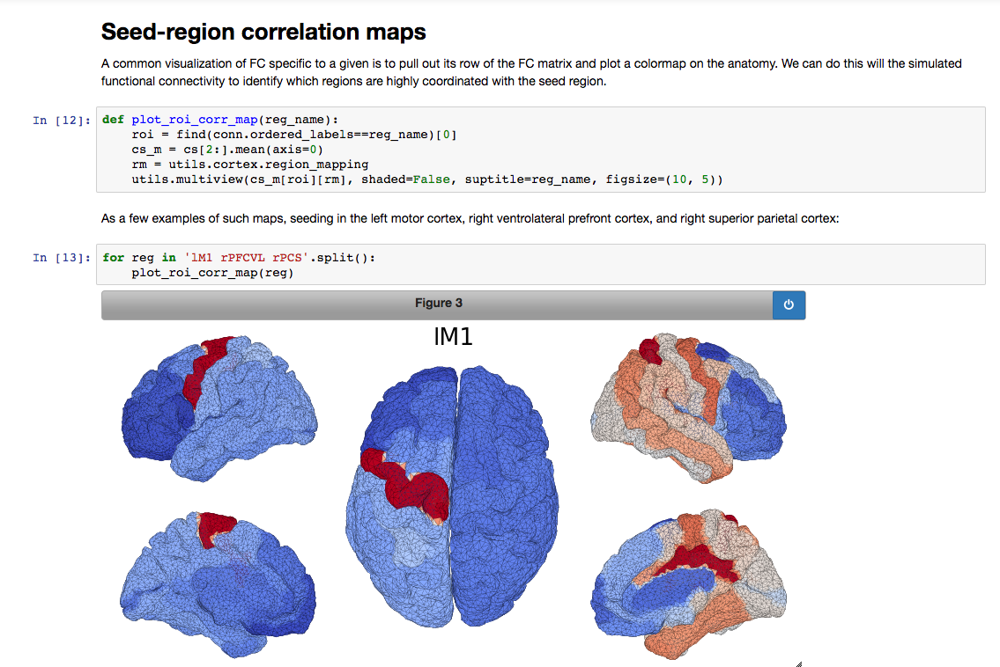 Seed-region correlation maps
A common visualization of FC specific to a given is to pull out its row of the FC matrix and plot a colormap on the anatomy. We can do this will the simulated
functional connectivity to identify which regions are highly coordinated with the seed region.
In [12]: def plot_roi_corr_map(reg_name):
    roi = find(conn.ordered_labels==reg_name)[0]
    cs_m = cs[2:].mean(axis=0)
    rm = utils.cortex.region_mapping
    utils.multiview(cs_m[roi][rm], shaded=False, suptitle=reg_name, figsize=(10, 5))
As a few examples of such maps, seeding in the left motor cortex, right ventrolateral prefront cortex, and right superior parietal cortex:
In [13]: for reg in 'lM1 rPFCVL rPCS'.split():
    plot_roi_corr_map(reg)
Figure 3
lM1